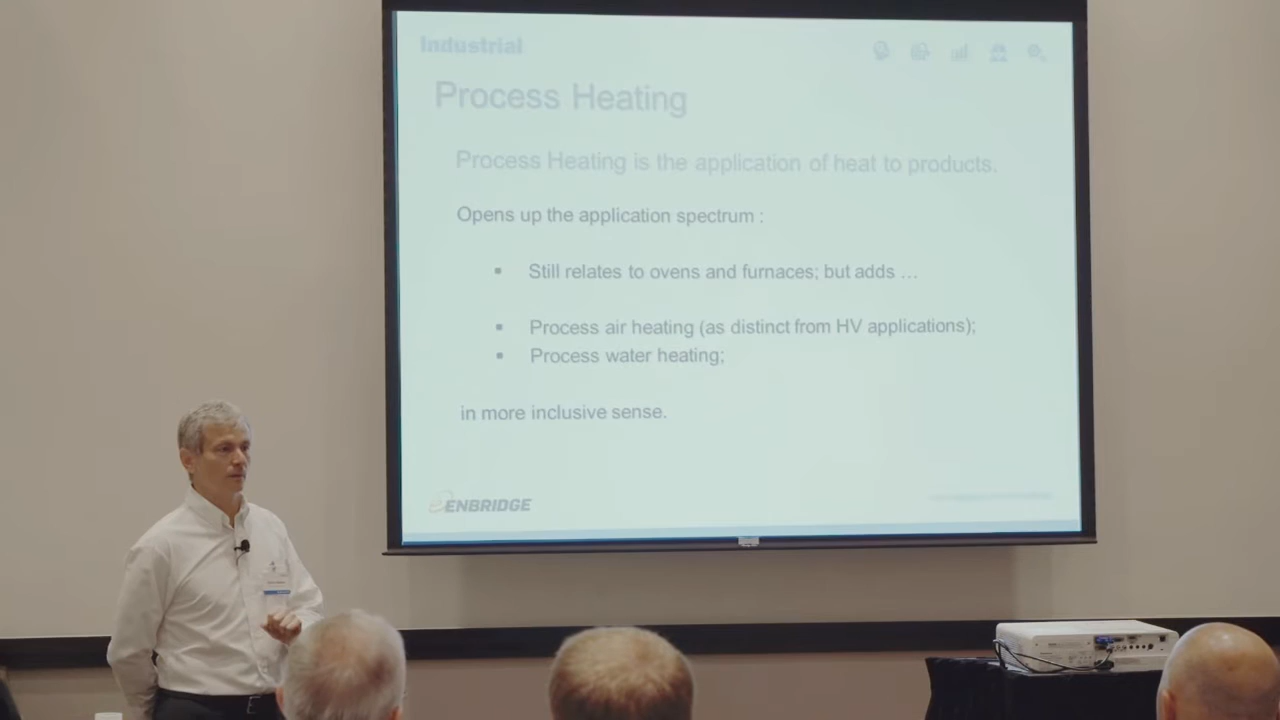 Industrial
Process Heating
Process Heating is the application of heat to products.
Opens up the application spectrum :
▪ Still relates to ovens and furnaces; but adds …
• Process air heating (as distinct from HV applications);
• Process water heating;
in more inclusive sense.
ENBRIDGE